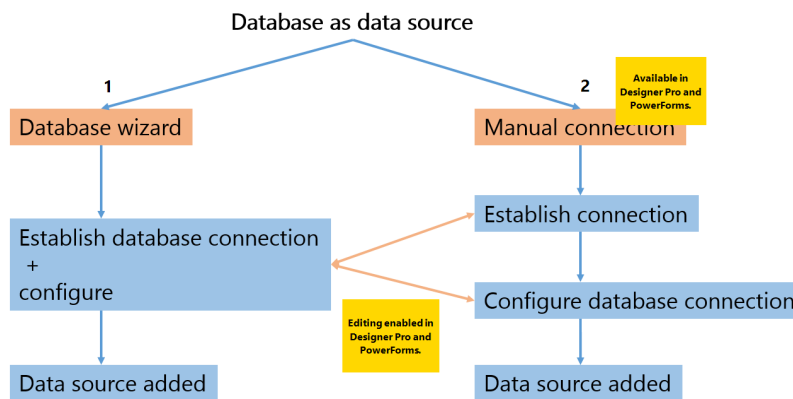 Database as data source
1
2
Available in
Designer Pro and
PowerForms.
Database wizard
Manual connection
Establish database connection
+
configure
Establish connection
Configure database connection
Editing enabled in
Designer Pro and
PowerForms.
Data source added
Data source added